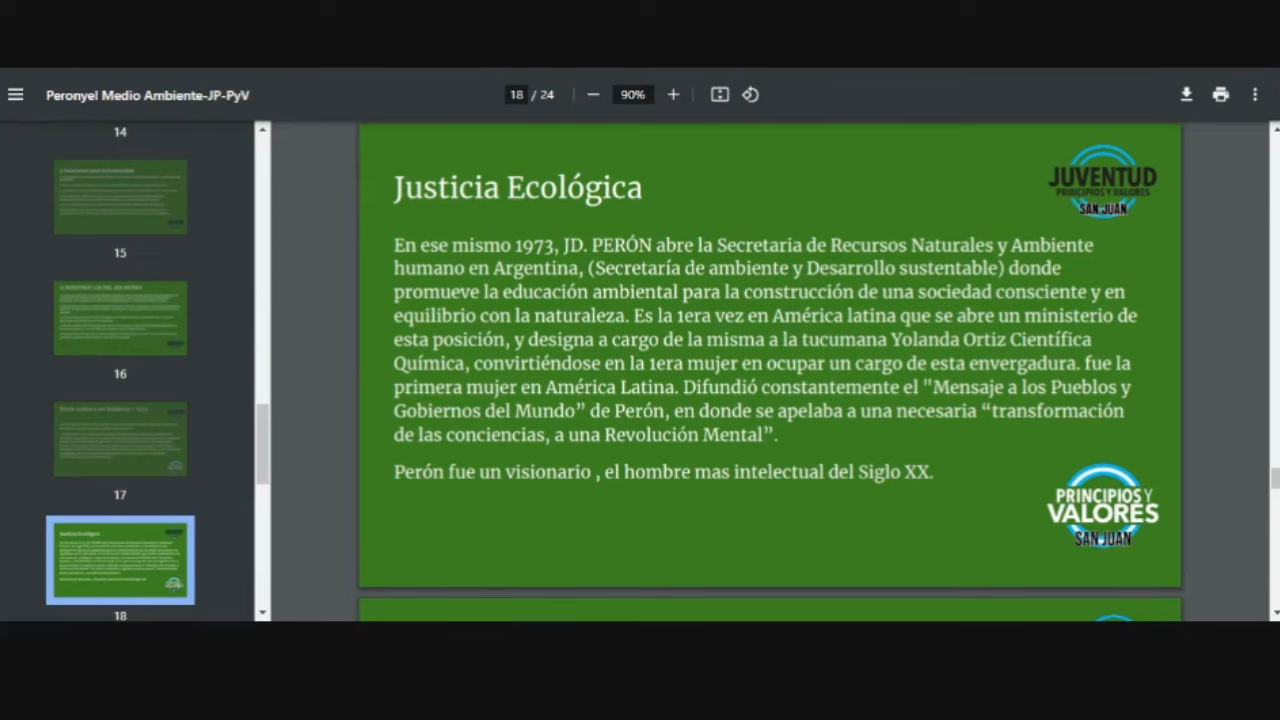 Peronyel Medio Ambiente-JP-PyV
18 / 24
90%
14
15
16
17
18
Justicia Ecológica
JUVENTUD
PRINCIPIOS Y VALORES
SAN JUAN
En ese mismo 1973, JD. PERÓN abre la Secretaria de Recursos Naturales y Ambiente
humano en Argentina, (Secretaría de ambiente y Desarrollo sustentable) donde
promueve la educación ambiental para la construcción de una sociedad consciente y en
equilibrio con la naturaleza. Es la 1era vez en América latina que se abre un ministerio de
esta posición, y designa a cargo de la misma a la tucumana Yolanda Ortiz Científica
Química, convirtiéndose en la 1era mujer en ocupar un cargo de esta envergadura. fue la
primera mujer en América Latina. Difundió constantemente el "Mensaje a los Pueblos y
Gobiernos del Mundo” de Perón, en donde se apelaba a una necesaria “transformación
de las conciencias, a una Revolución Mental”.
Perón fue un visionario , el hombre mas intelectual del Siglo XX.
PRINCIPIOS Y
VALORES
SAN JUAN